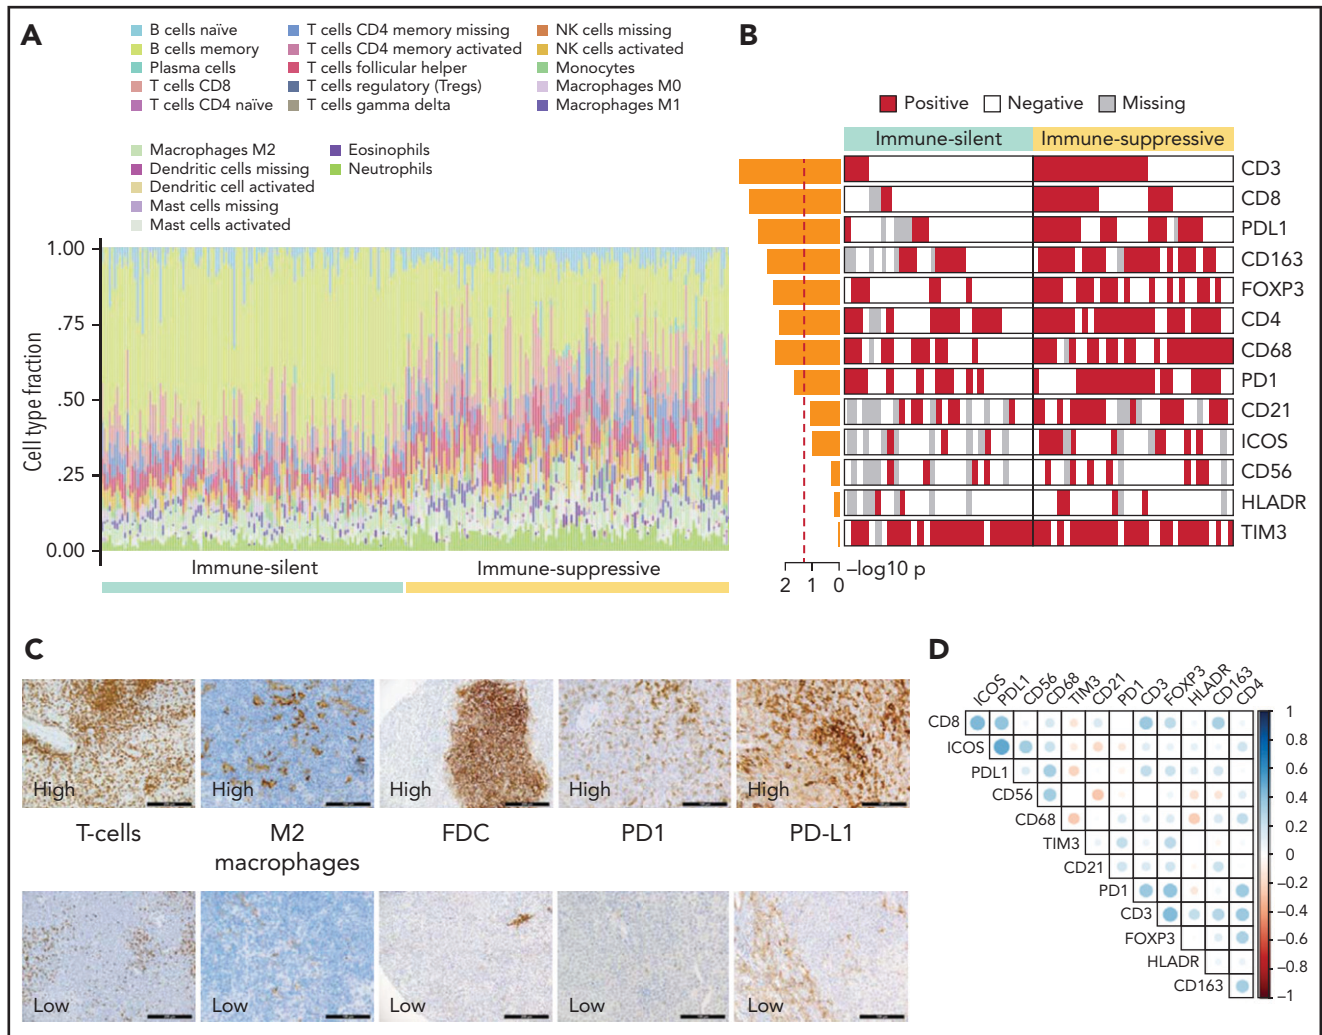 A
B cells naïve
B cells memory
Plasma cells
T cells CD8
T cells CD4 naïve
T cells CD4 memory missing
T cells CD4 memory activated
T cells follicular helper
T cells regulatory (Tregs)
T cells gamma delta
NK cells missing
NK cells activated
Monocytes
Macrophages M0
Macrophages M1
Macrophages M2
Dendritic cells missing
Dendritic cell activated
Mast cells missing
Mast cells activated
Eosinophils
Neutrophils
Cell type fraction
1.00
.75
.50
.25
0.00
Immune-silent
Immune-suppressive
B
Positive
Negative
Missing
Immune-silent
Immune-suppressive
CD3
CD8
PDL1
CD163
FOXP3
CD4
CD68
PD1
CD21
ICOS
CD56
HLADR
TIM3
–log10 p
2 1 0
C
High
High
High
High
High
T-cells
M2
macrophages
FDC
PD1
PD-L1
Low
Low
Low
Low
Low
D
ICOS
PDL1
CD56
CD68
TIM3
CD21
PD1
CD3
FOXP3
HLADR
CD163
CD4
CD8
ICOS
PDL1
CD56
CD68
TIM3
CD21
PD1
CD3
FOXP3
HLADR
CD163
1
0.8
0.6
0.4
0.2
0
–0.2
–0.4
–0.6
–0.8
–1